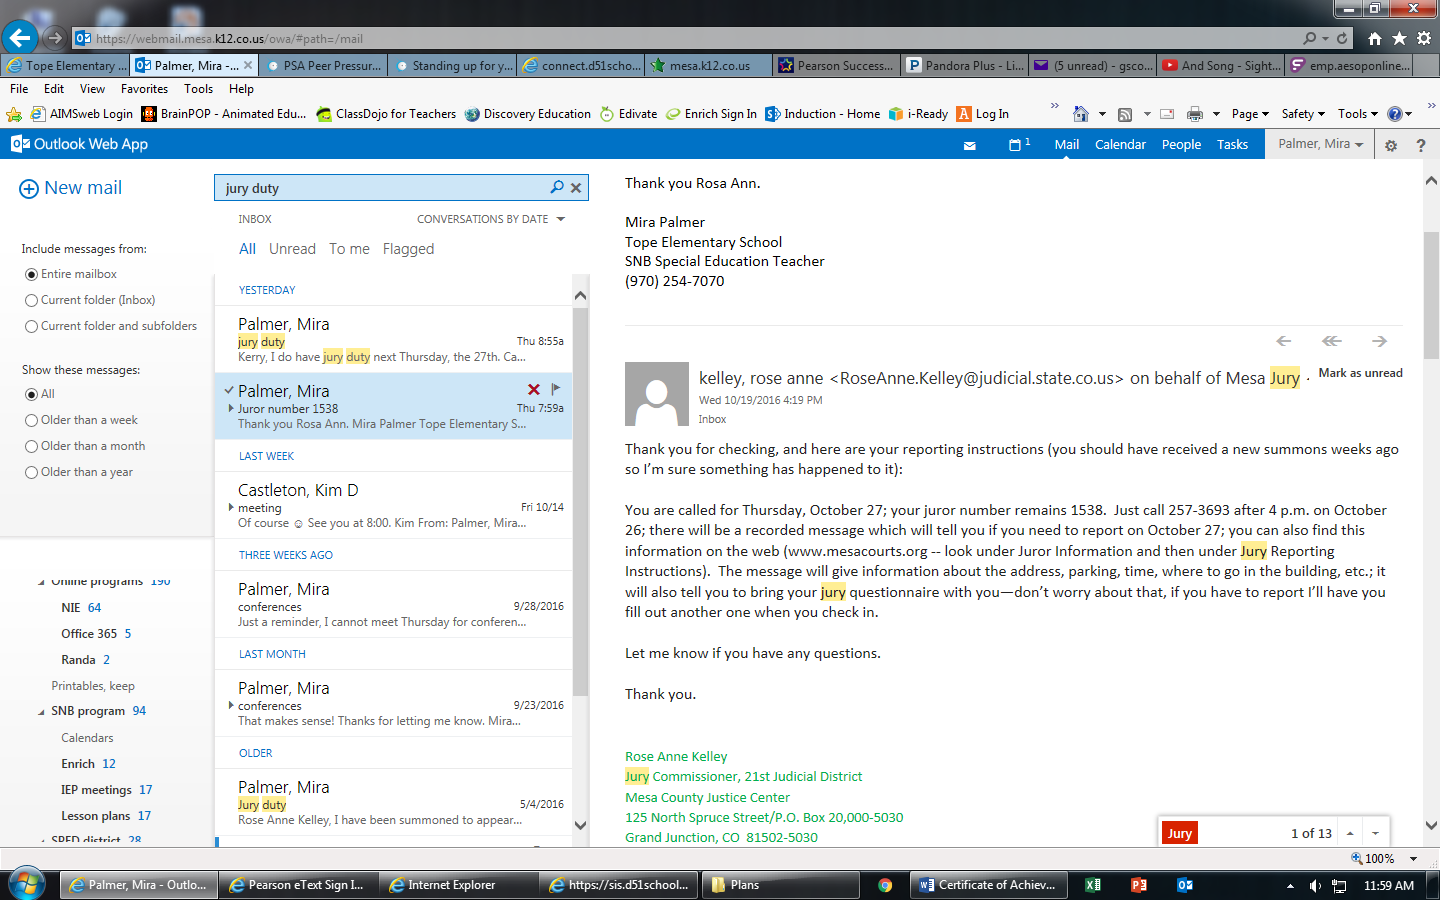 https://webmail.mesa.k12.co.us/owa/#path=/mail
Tope Elementary ...
Palmer, Mira -...
PSA Peer Pressur...
Standing up for y...
connect.d51scho...
mesa.k12.co.us
Pearson Success...
Pandora Plus - Li...
(5 unread) - gsco...
And Song - Sight...
emp.aesoponline...
File Edit View Favorites Tools Help
AIMSweb Login BrainPOP - Animated Edu... ClassDojo for Teachers Discovery Education Edivate Enrich Sign In Induction - Home i-Ready Log In
Page Safety Tools
Outlook Web App
1 Mail Calendar People Tasks Palmer, Mira
New mail
Include messages from:
Entire mailbox
Current folder (Inbox)
Current folder and subfolders
Show these messages:
All
Older than a week
Older than a month
Older than a year
Online programs 190
NIE 64
Office 365 5
Randa 2
Printables, keep
SNB program 94
Calendars
Enrich 12
IEP meetings 17
Lesson plans 17
SPED district 28
jury duty
INBOX CONVERSATIONS BY DATE
All Unread To me Flagged
YESTERDAY
Palmer, Mira
jury duty Thu 8:55a
Kerry, I do have jury duty next Thursday, the 27th. Ca...
Palmer, Mira
Juror number 1538 Thu 7:59a
Thank you Rosa Ann. Mira Palmer Tope Elementary S...
LAST WEEK
Castleton, Kim D
meeting Fri 10/14
Of course ☺ See you at 8:00. Kim From: Palmer, Mira...
THREE WEEKS AGO
Palmer, Mira
conferences 9/28/2016
Just a reminder, I cannot meet Thursday for conferen...
LAST MONTH
Palmer, Mira
conferences 9/23/2016
That makes sense! Thanks for letting me know. Mira...
OLDER
Palmer, Mira
Jury duty 5/4/2016
Rose Anne Kelley, I have been summoned to appear...
Thank you Rosa Ann.
Mira Palmer
Tope Elementary School
SNB Special Education Teacher
(970) 254-7070
kelley, rose anne <RoseAnne.Kelley@judicial.state.co.us> on behalf of Mesa Jury
Mark as unread
Wed 10/19/2016 4:19 PM
Inbox
Thank you for checking, and here are your reporting instructions (you should have received a new summons weeks ago
so I'm sure something has happened to it):
You are called for Thursday, October 27; your juror number remains 1538. Just call 257-3693 after 4 p.m. on October
26; there will be a recorded message which will tell you if you need to report on October 27; you can also find this
information on the web (www.mesacourts.org -- look under Juror Information and then under Jury Reporting
Instructions). The message will give information about the address, parking, time, where to go in the building, etc.; it
will also tell you to bring your jury questionnaire with you—don't worry about that, if you have to report I'll have you
fill out another one when you check in.
Let me know if you have any questions.
Thank you.
Rose Anne Kelley
Jury Commissioner, 21st Judicial District
Mesa County Justice Center
125 North Spruce Street/P.O. Box 20,000-5030
Grand Junction, CO 81502-5030
Jury 1 of 13
100%
Palmer, Mira - Outlo...
Pearson eText Sign I...
Internet Explorer
https://sis.d51school...
Plans
Certificate of Achiev...
11:59 AM